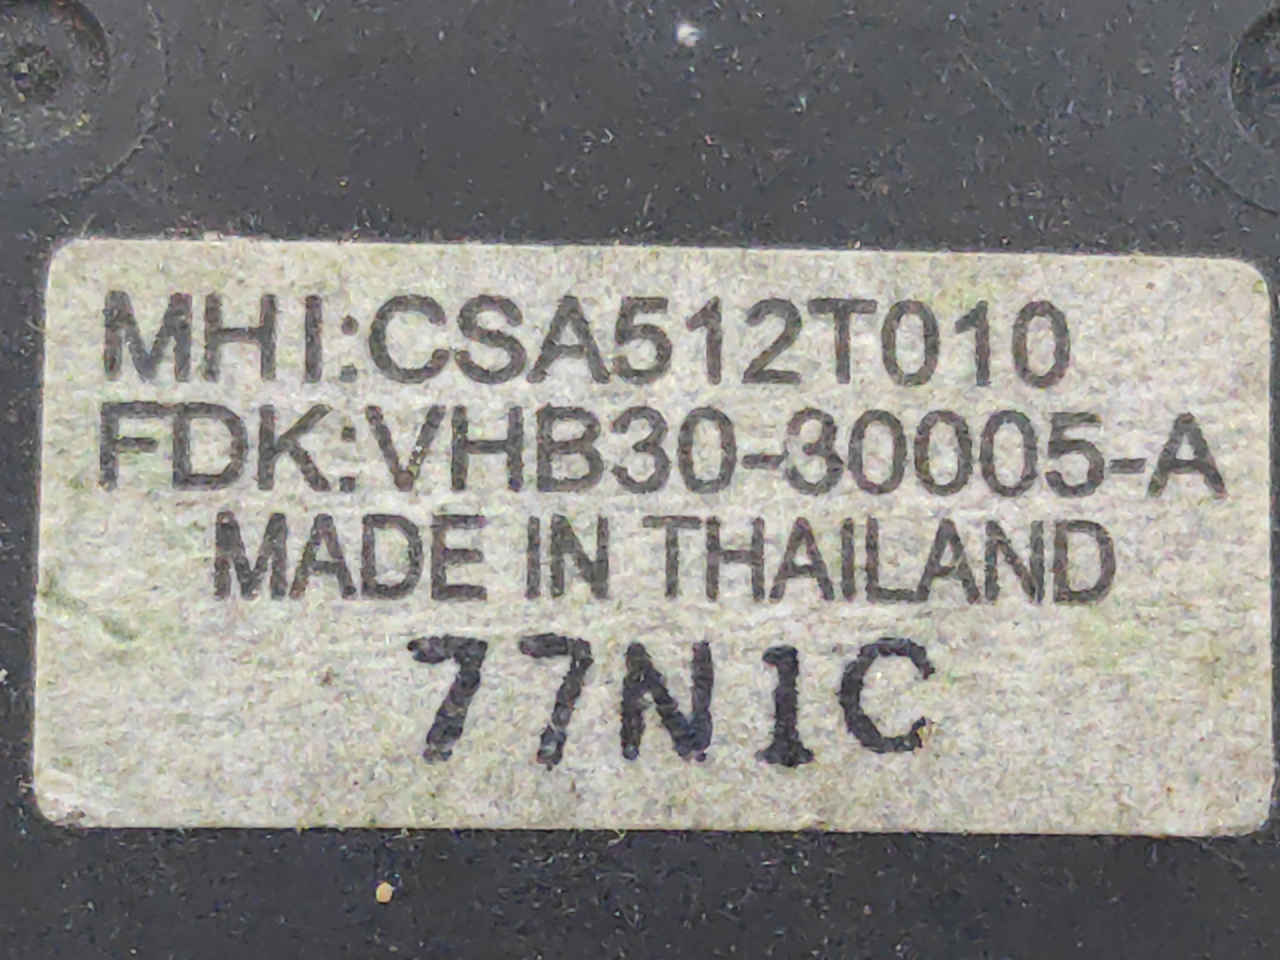 MHI:CSA512T010
FDK:VHB30-30005-A
MADE IN THAILAND
77N1C